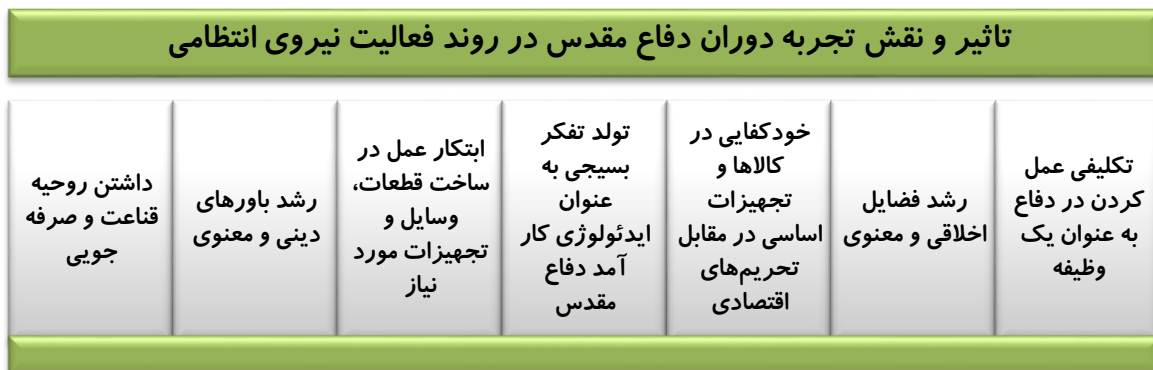 تاثیر و نقش تجربه دوران دفاع مقدس در روند فعالیت نیروی انتظامی
تکلیفی عمل
کردن در دفاع
به عنوان یک
وظیفه
رشد فضایل
اخلاقی و معنوی
خودکفایی در
کالاها و
تجهیزات
اساسی در مقابل
تحریم‌های
اقتصادی
تولد تفکر
بسیجی به
عنوان
ایدئولوژی کار
آمد دفاع
مقدس
ابتکار عمل در
ساخت قطعات،
وسایل و
تجهیزات مورد
نیاز
رشد باورهای
دینی و معنوی
داشتن روحیه
قناعت و صرفه
جویی